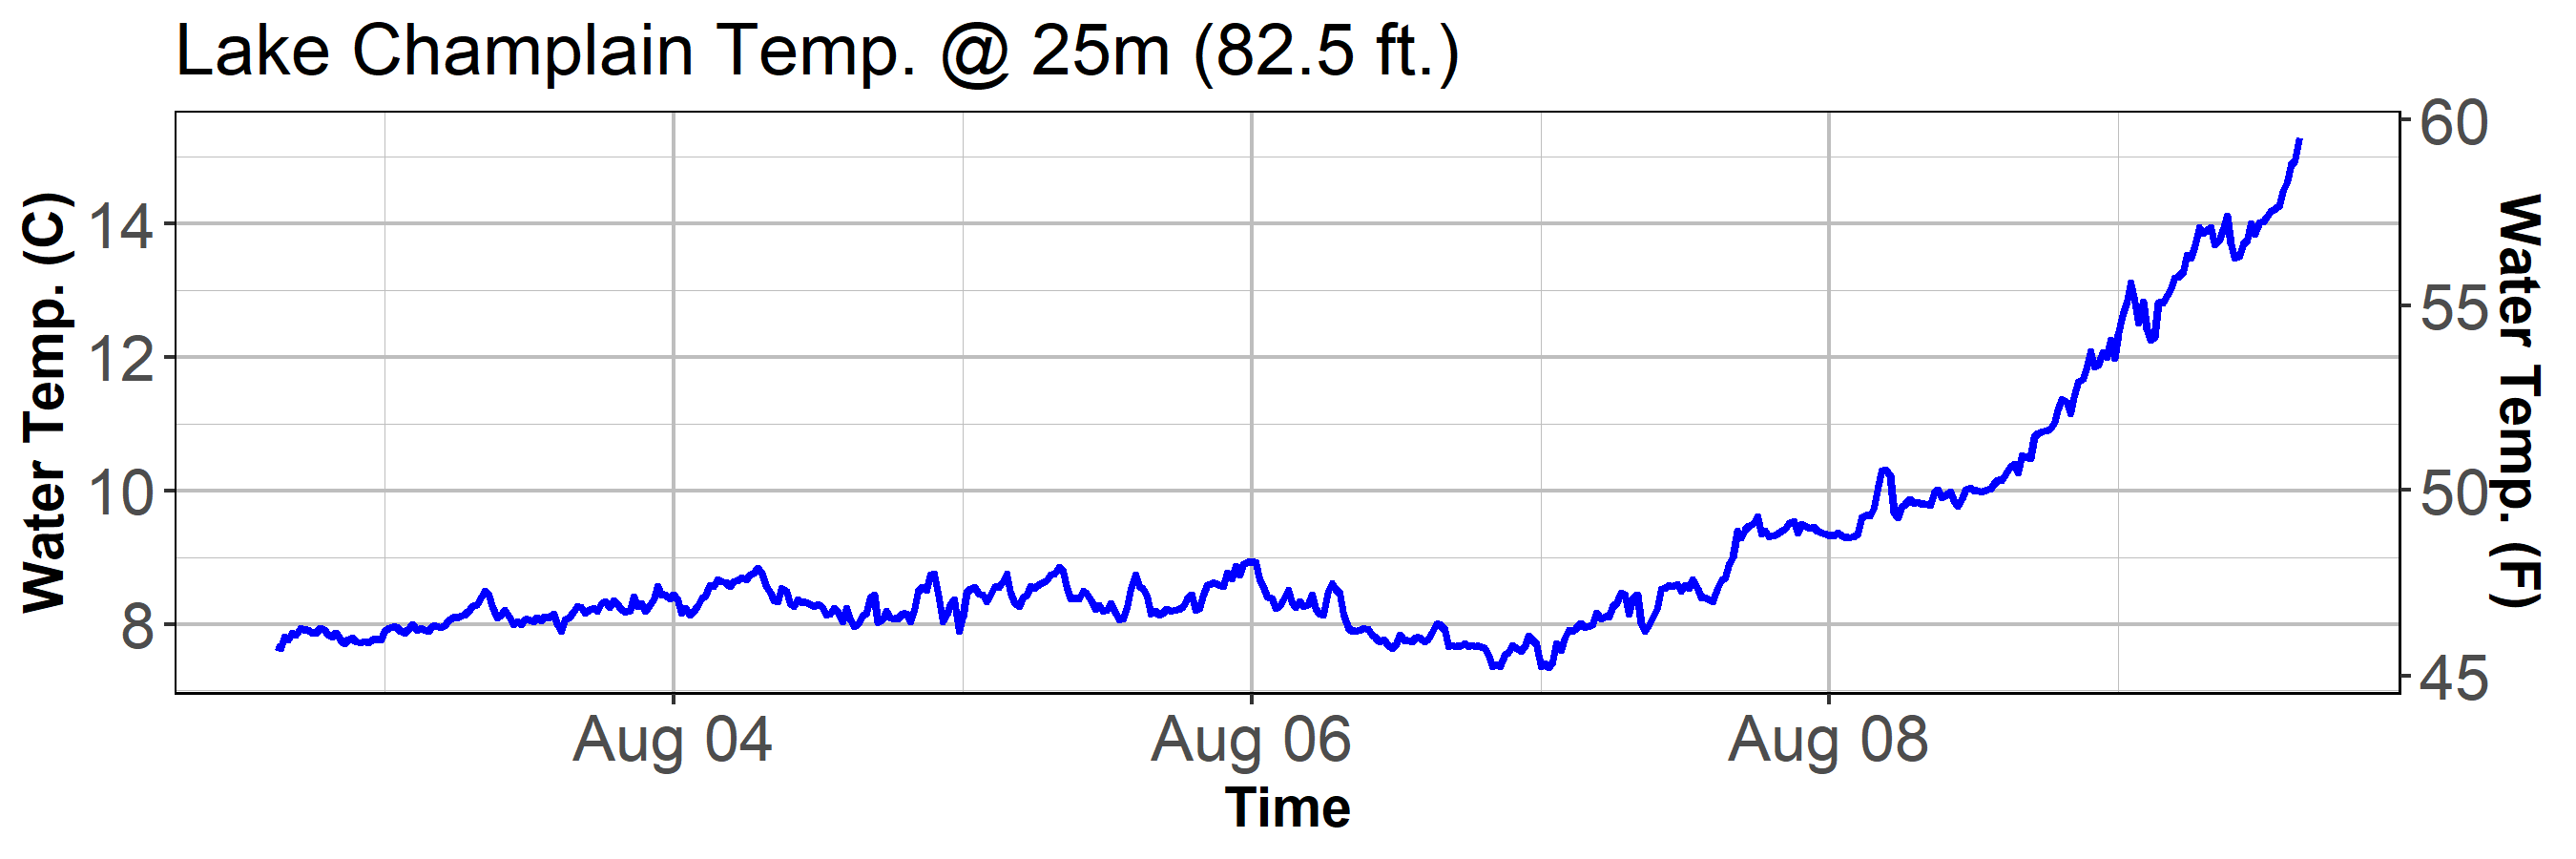 Lake Champlain Temp. @ 25m (82.5 ft.)
Water Temp. (C)
14
12
10
8
60
55
50
45
Water Temp. (F)
Aug 04
Aug 06
Aug 08
Time